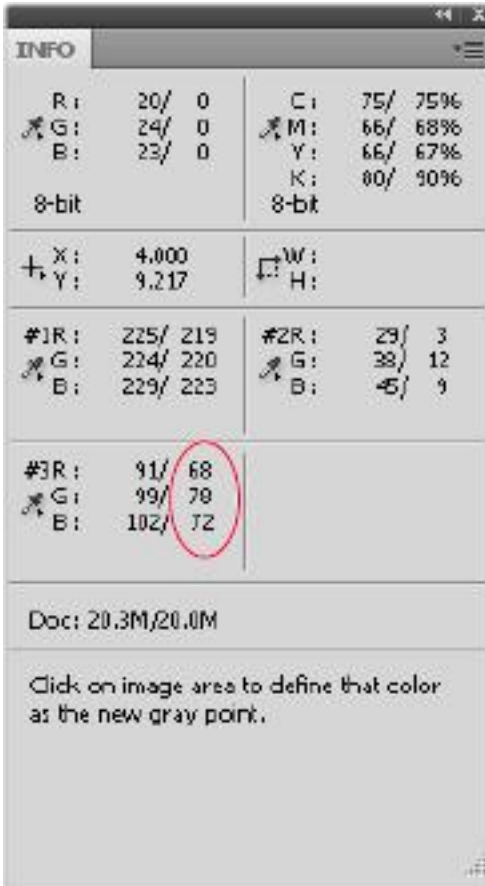 INFO
R: 20/ 0
G: 24/ 0
B: 23/ 0
8-bit
C: 75/ 75%
M: 66/ 68%
Y: 66/ 67%
K: 80/ 90%
8-bit
X: 4.000
Y: 9.217
W:
H:
#1R: 225/ 219
G: 224/ 220
B: 229/ 223
#2R: 29/ 3
G: 38/ 12
B: 45/ 9
#3R: 91/ 68
G: 99/ 78
B: 102/ 72
Doc: 20.3M/20.0M
Click on image area to define that color
as the new gray point.